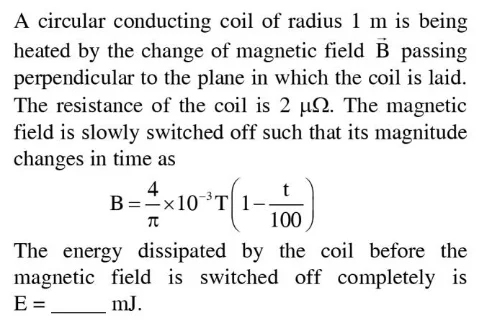 A circular conducting coil of radius 1 m is being
heated by the change of magnetic field B⃗ passing
perpendicular to the plane in which the coil is laid.
The resistance of the coil is 2 μΩ. The magnetic
field is slowly switched off such that its magnitude
changes in time as
B = 4/π × 10⁻³ T (1 − t/100)
The energy dissipated by the coil before the
magnetic field is switched off completely is
E = _____ mJ.